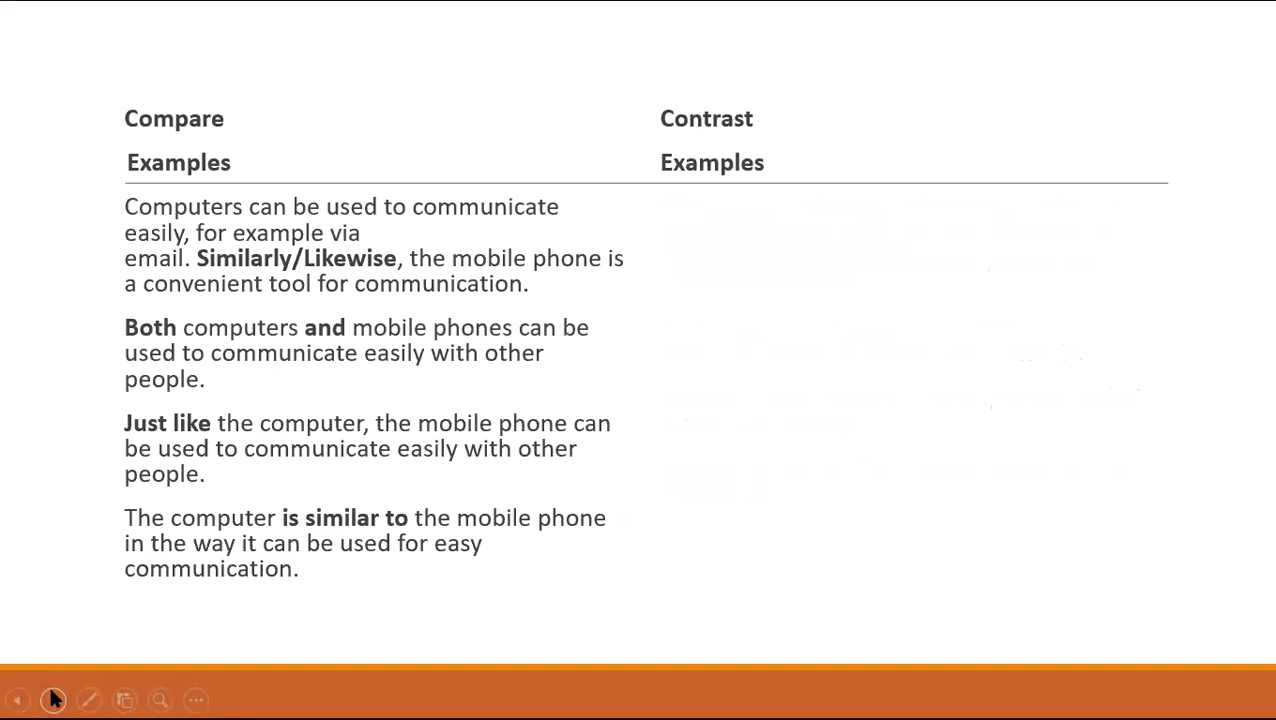 Compare
Contrast
Examples
Examples
Computers can be used to communicate
easily, for example via
email. Similarly/Likewise, the mobile phone is
a convenient tool for communication.
Both computers and mobile phones can be
used to communicate easily with other
people.
Just like the computer, the mobile phone can
be used to communicate easily with other
people.
The computer is similar to the mobile phone
in the way it can be used for easy
communication.